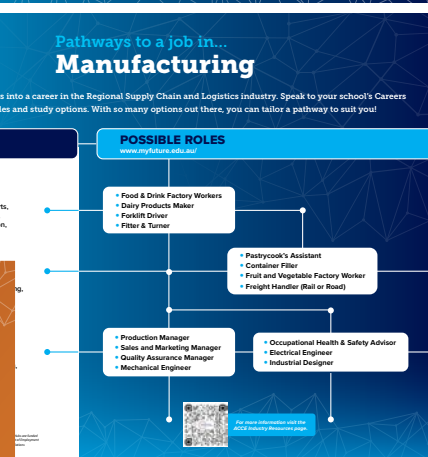 Pathways to a job in...
Manufacturing
s into a career in the Regional Supply Chain and Logistics industry. Speak to your school's Careers
les and study options. With so many options out there, you can tailor a pathway to suit you!
POSSIBLE ROLES
www.myfuture.edu.au/
ts,
n,
• Food & Drink Factory Workers
• Dairy Products Maker
• Forklift Driver
• Fitter & Turner
• Pastrycook's Assistant
• Container Filler
• Fruit and Vegetable Factory Worker
• Freight Handler (Rail or Road)
ng,
• Production Manager
• Sales and Marketing Manager
• Quality Assurance Manager
• Mechanical Engineer
• Occupational Health & Safety Advisor
• Electrical Engineer
• Industrial Designer
For more information visit the
ACCE Industry Resources page.